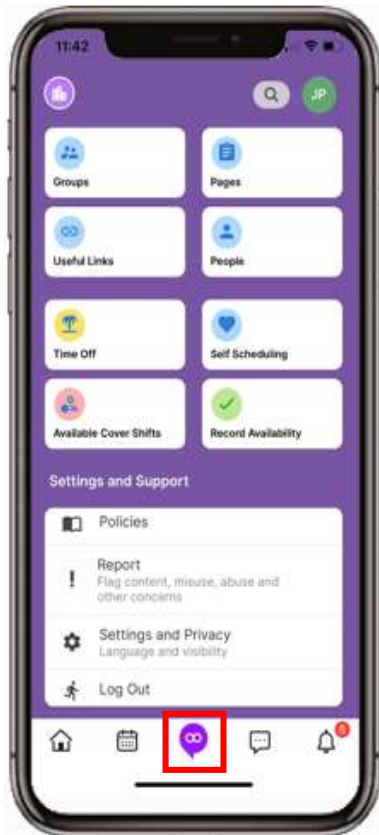 11:42
JP
Groups
Pages
Useful Links
People
Time Off
Self Scheduling
Available Cover Shifts
Record Availability
Settings and Support
Policies
Report
Flag content, misuse, abuse and
other concerns
Settings and Privacy
Language and visibility
Log Out